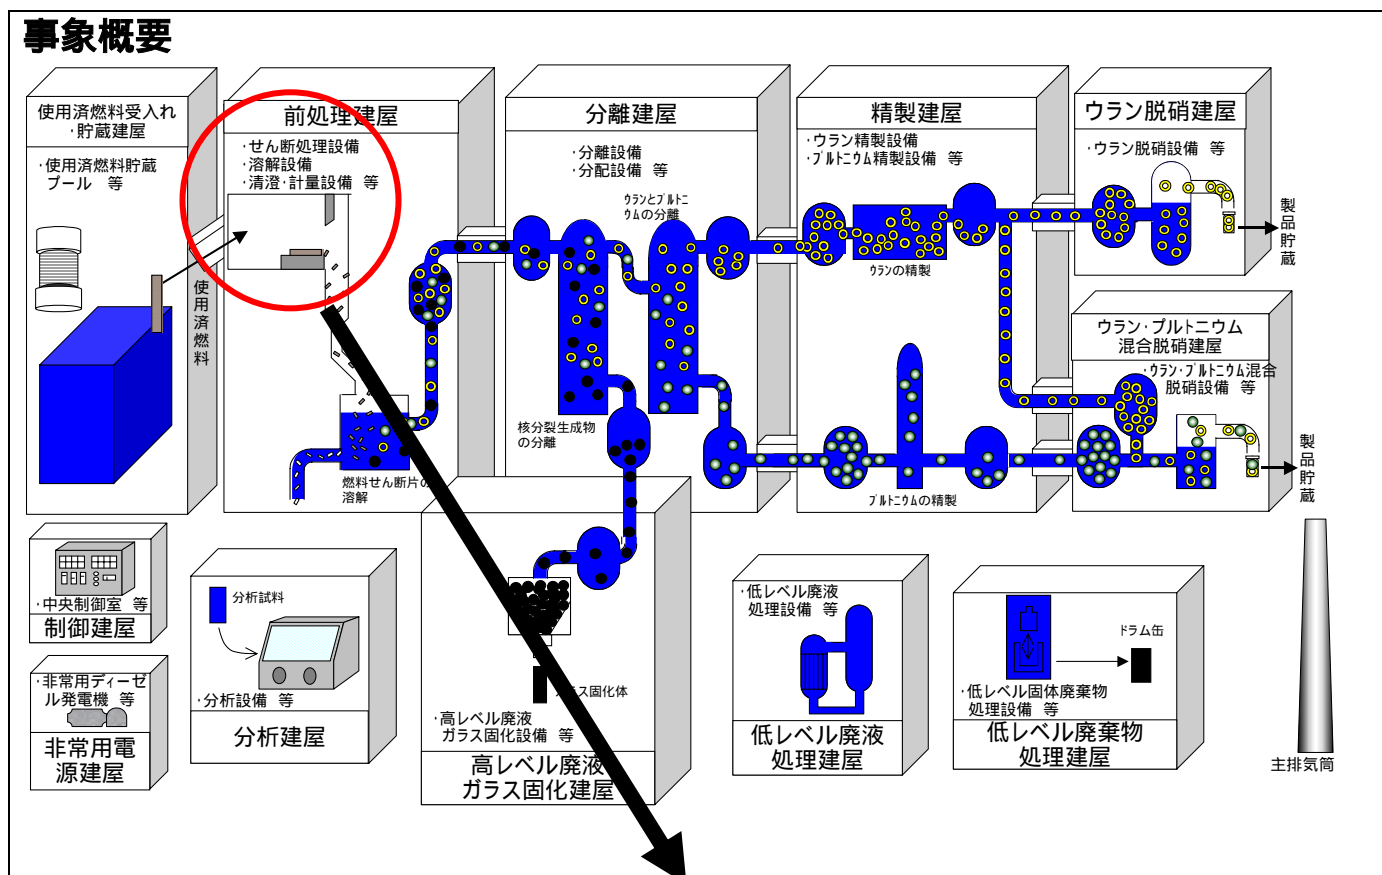 事象概要
使用済燃料受入れ
・貯蔵建屋
・使用済燃料貯蔵
プール 等
使用済燃料
前処理建屋
・せん断処理設備
・溶解設備
・清澄・計量設備 等
燃料せん断片の
溶解
分離建屋
・分離設備
・分配設備 等
ウランとプルトニ
ウムの分離
核分裂生成物
の分離
精製建屋
・ウラン精製設備
・プルトニウム精製設備 等
ウランの精製
プルトニウムの精製
ウラン脱硝建屋
・ウラン脱硝設備 等
製品貯蔵
ウラン・プルトニウム
混合脱硝建屋
・ウラン・プルトニウム混合
脱硝設備 等
製品貯蔵
・中央制御室 等
制御建屋
・非常用ディーゼ
ル発電機 等
非常用電
源建屋
分析試料
・分析設備 等
分析建屋
ラス固化体
・高レベル廃液
ガラス固化設備 等
高レベル廃液
ガラス固化建屋
・低レベル廃液
処理設備 等
低レベル廃液
処理建屋
ドラム缶
・低レベル固体廃棄物
処理設備 等
低レベル廃棄物
処理建屋
主排気筒